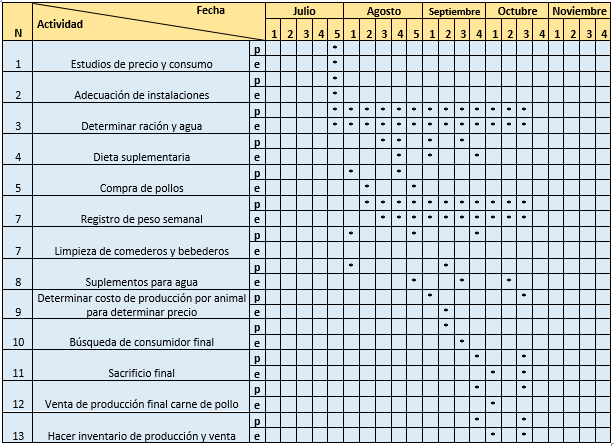 Fecha Julio Agosto Septiembre Octubre Noviembre
N Actividad 1 2 3 4 5 1 2 3 4 5 1 2 3 4 1 2 3 4 1 2 3 4
p
1 Estudios de precio y consumo e
p
2 Adecuación de instalaciones e
p
3 Determinar ración y agua e
p
4 Dieta suplementaria e
p
5 Compra de pollos e
p
7 Registro de peso semanal e
p
7 Limpieza de comederos y bebederos e
p
8 Suplementos para agua e
Determinar costo de producción por animal p
9 para determinar precio e
p
10 Búsqueda de consumidor final e
p
11 Sacrificio final e
p
12 Venta de producción final carne de pollo e
p
13 Hacer inventario de producción y venta e